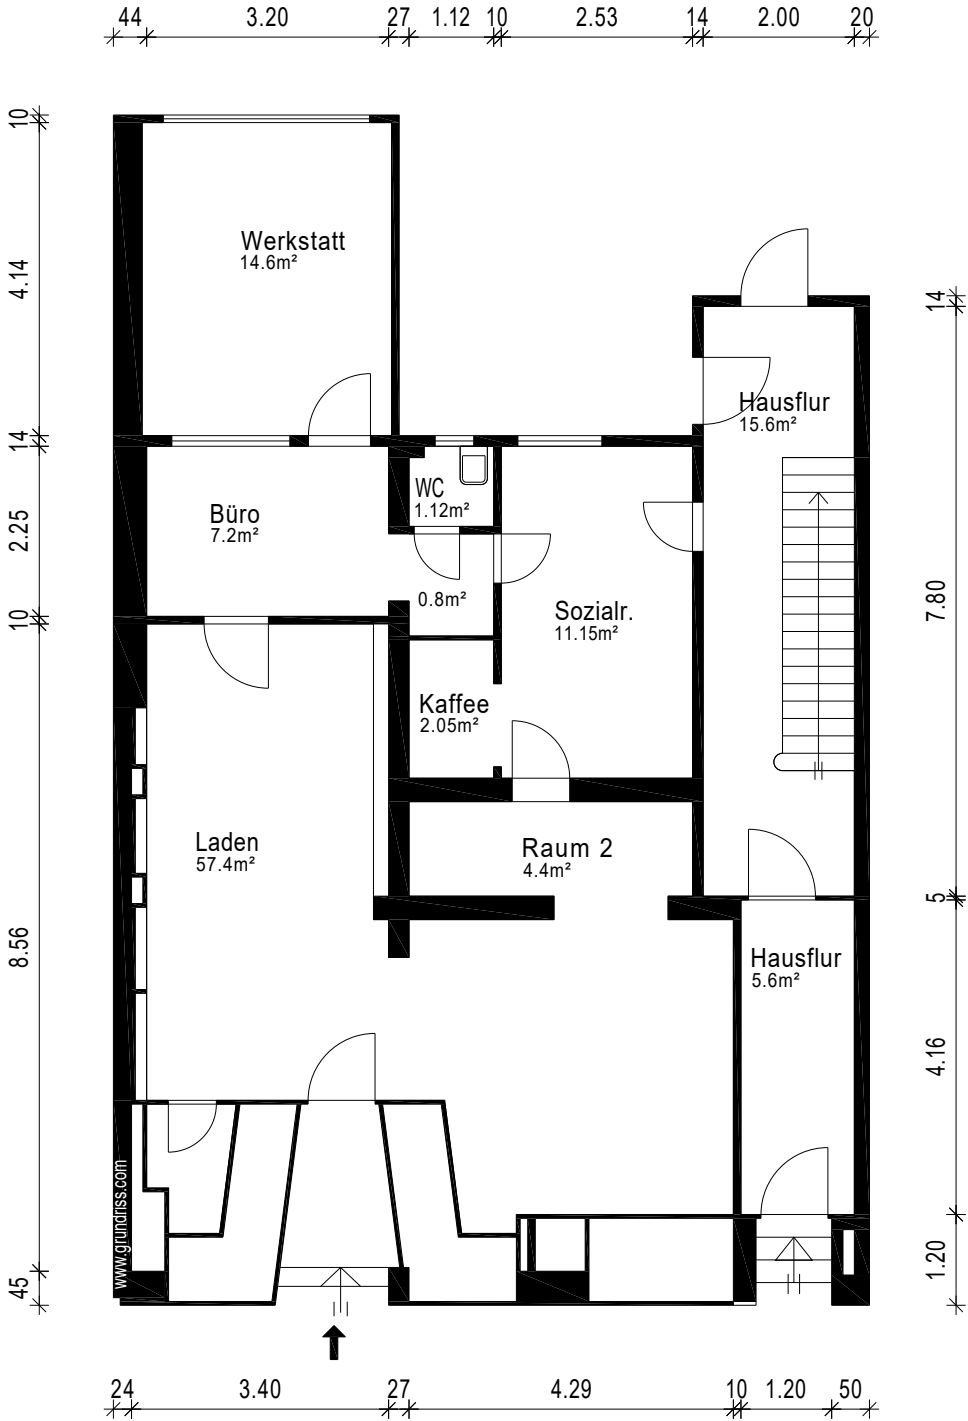 44 3.20 27 1.12 10 2.53 14 2.00 20
10
4.14
14
2.25
10
8.56
45
Werkstatt
14.6m²
Hausflur
15.6m²
Büro
7.2m²
WC
1.12m²
0.8m²
Sozialr.
11.15m²
Kaffee
2.05m²
Laden
57.4m²
Raum 2
4.4m²
Hausflur
5.6m²
www.grundriss.com
14
7.80
5
4.16
1.20
24 3.40 27 4.29 10 1.20 50